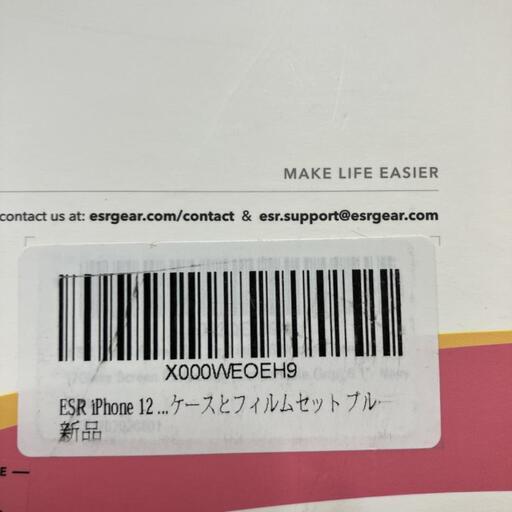 MAKE LIFE EASIER
contact us at: esrgear.com/contact & esr.support@esrgear.com
X000WEOEH9
ESR iPhone 12 ...ケースとフィルムセット ブルー
新品
E —